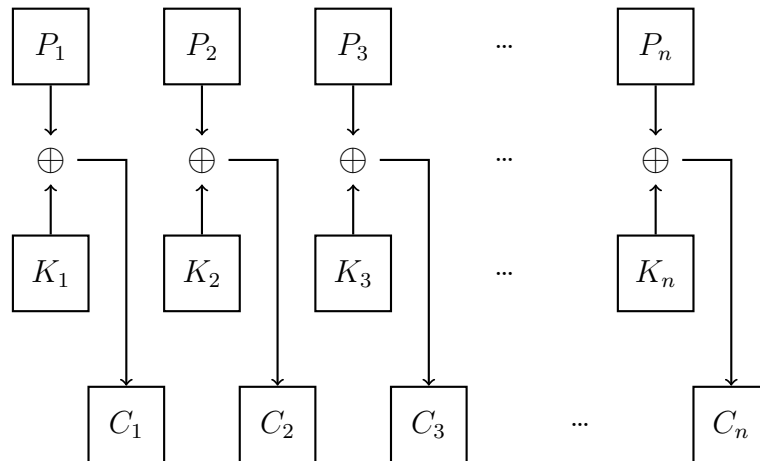 P₁ P₂ P₃ ... Pₙ
⊕ ⊕ ⊕ ... ⊕
K₁ K₂ K₃ ... Kₙ
C₁ C₂ C₃ ... Cₙ